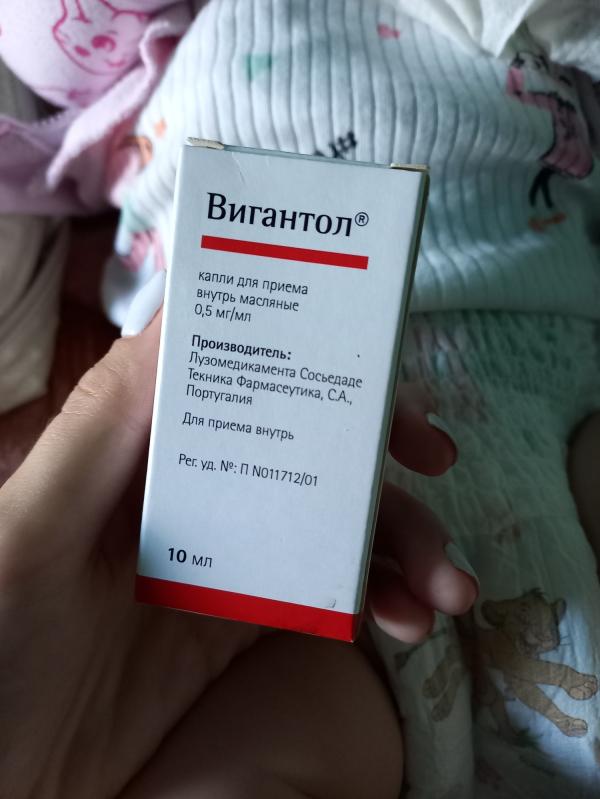 Вигантол®
капли для приема
внутрь масляные
0,5 мг/мл
Производитель:
Лузомедикамента Сосьедаде
Текника Фармасеутика, С.А.,
Португалия
Для приема внутрь
Рег. уд. №: П N011712/01
10 мл